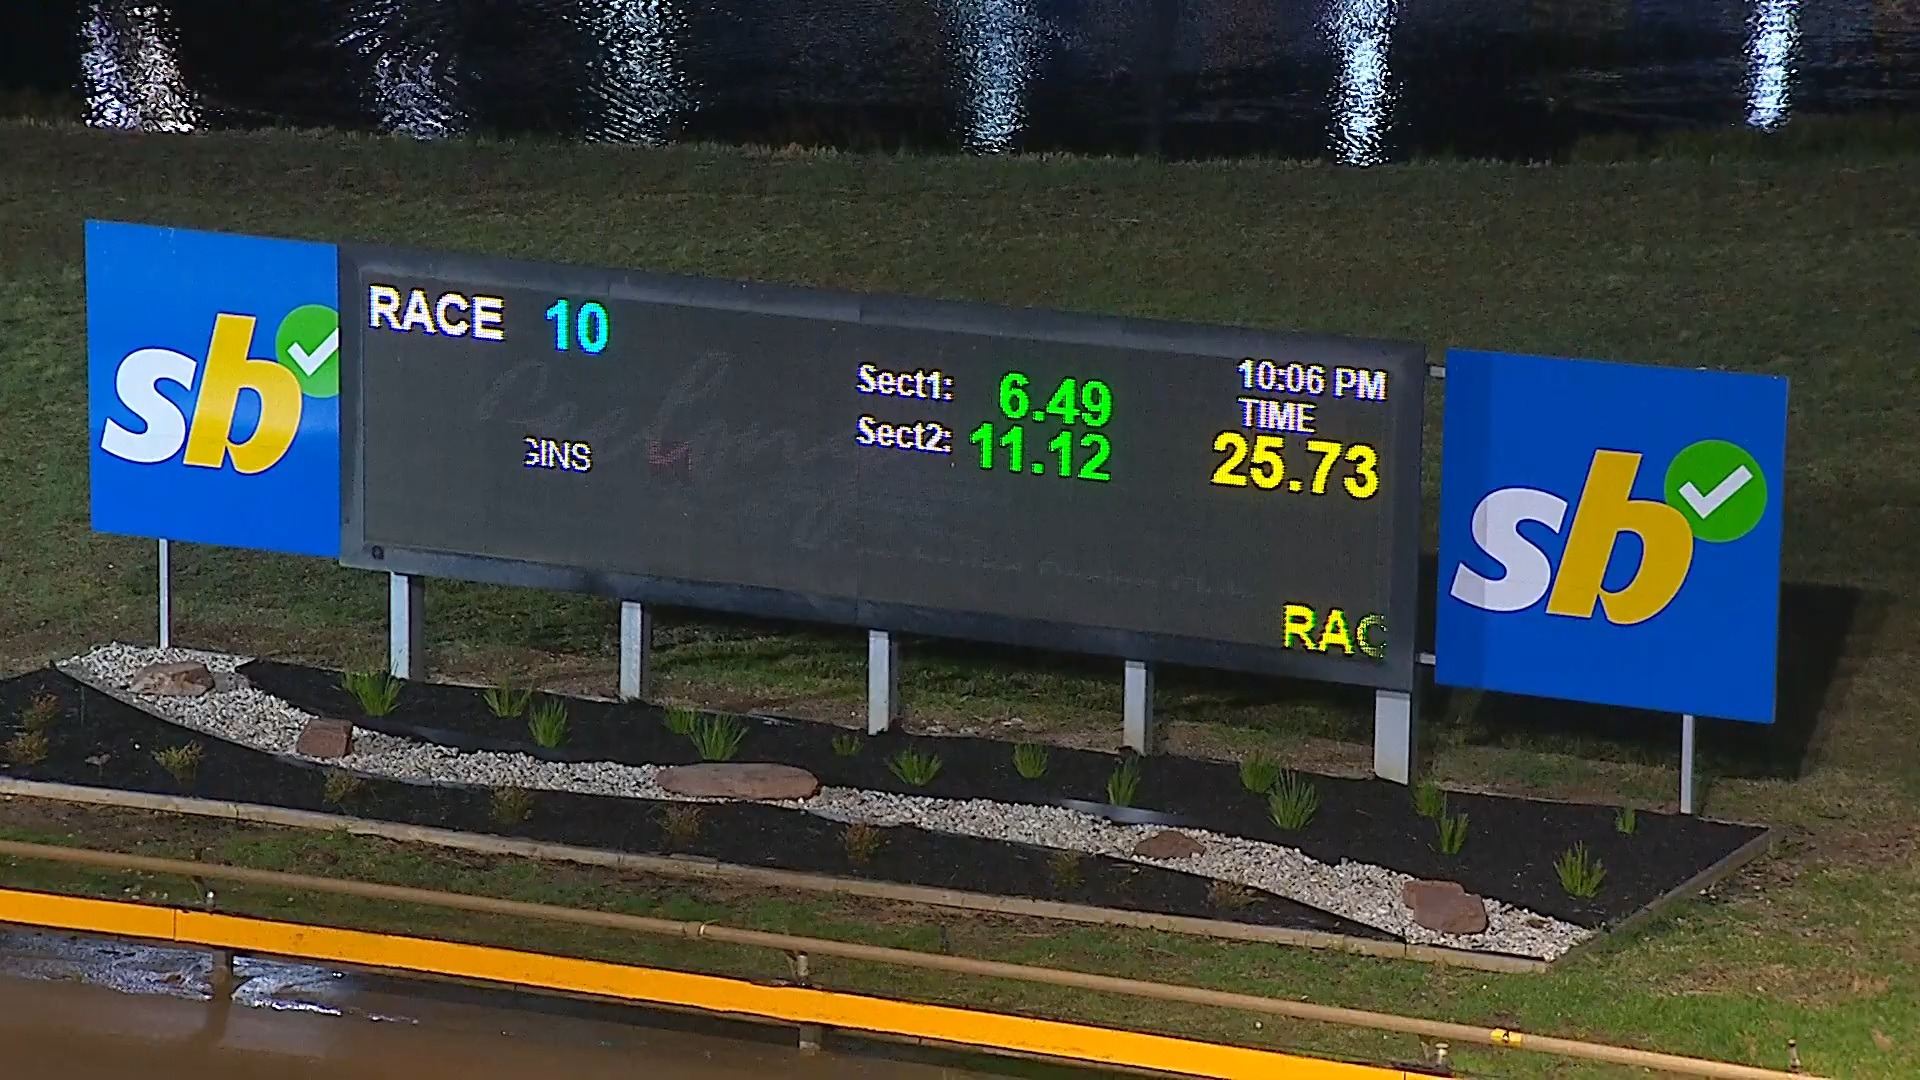 sb
RACE 10
Sect1: 6.49
Sect2: 11.12
10:06 PM
TIME
25.73
GINS
RAC
sb